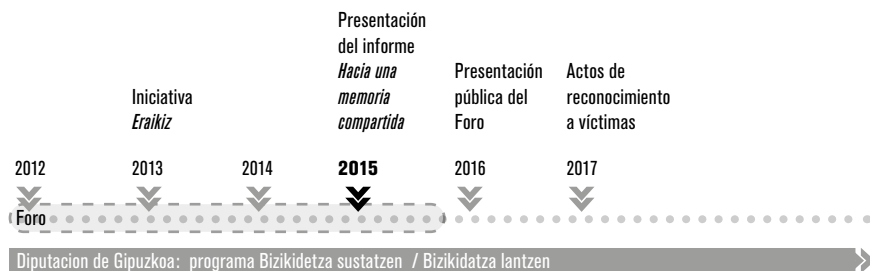 Presentación
del informe
Hacia una
memoria
compartida
Iniciativa
Eraikiz
Presentación
pública del
Foro
Actos de
reconocimiento
a víctimas
2012 2013 2014 2015 2016 2017
Foro
Diputacion de Gipuzkoa: programa Bizikidetza sustatzen / Bizikidatza lantzen